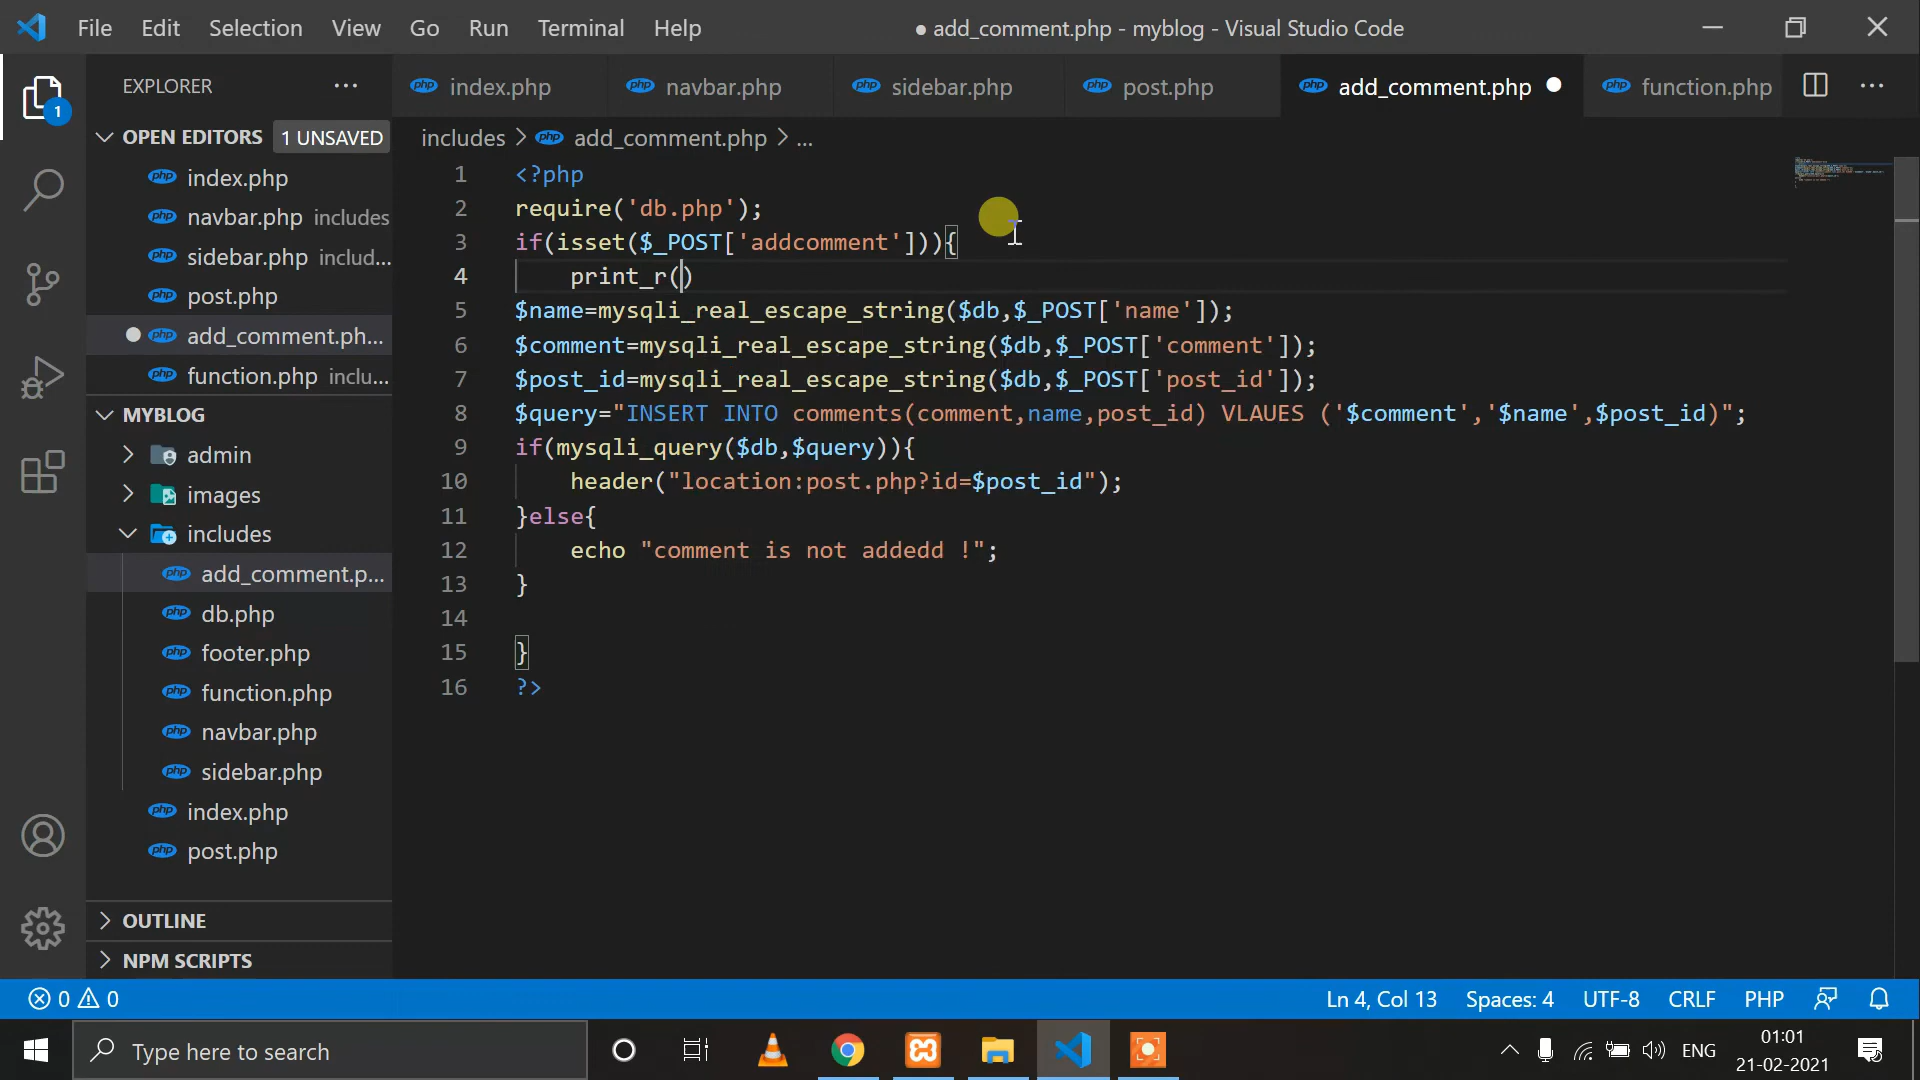 File Edit Selection View Go Run Terminal Help
● add_comment.php - myblog - Visual Studio Code
EXPLORER
index.php
navbar.php
sidebar.php
post.php
add_comment.php
function.php
1
OPEN EDITORS 1 UNSAVED
index.php
navbar.php includes
sidebar.php includ...
post.php
add_comment.ph...
function.php inclu...
MYBLOG
admin
images
includes
add_comment.p...
db.php
footer.php
function.php
navbar.php
sidebar.php
index.php
post.php
OUTLINE
NPM SCRIPTS
includes > add_comment.php > ...
1 <?php
2 require('db.php');
3 if(isset($_POST['addcomment'])){
4 print_r()
5 $name=mysqli_real_escape_string($db,$_POST['name']);
6 $comment=mysqli_real_escape_string($db,$_POST['comment']);
7 $post_id=mysqli_real_escape_string($db,$_POST['post_id']);
8 $query="INSERT INTO comments(comment,name,post_id) VLAUES ('$comment','$name',$post_id)";
9 if(mysqli_query($db,$query)){
10 header("location:post.php?id=$post_id");
11 }else{
12 echo "comment is not addedd !";
13 }
14
15 }
16 ?>
0 0
Ln 4, Col 13 Spaces: 4 UTF-8 CRLF PHP
Type here to search
ENG
01:01
21-02-2021